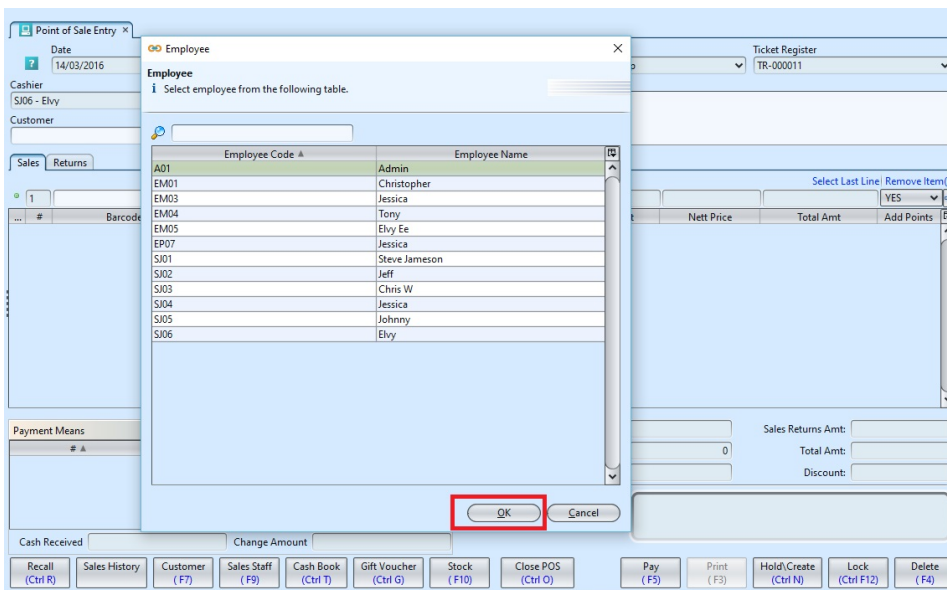 Point of Sale Entry
Date
14/03/2016
Cashier
SJ06 - Elvy
Customer
Ticket Register
TR-000011
Sales Returns
Select Last Line Remove Item(
1 YES
... # Barcode Nett Price Total Amt Add Points
Employee
Employee
i Select employee from the following table.
Employee Code Employee Name
A01 Admin
EM01 Christopher
EM03 Jessica
EM04 Tony
EM05 Elvy Ee
EP07 Jessica
SJ01 Steve Jameson
SJ02 Jeff
SJ03 Chris W
SJ04 Jessica
SJ05 Johnny
SJ06 Elvy
OK Cancel
Payment Means
#
Sales Returns Amt:
0 Total Amt:
Discount:
Cash Received Change Amount
Recall Sales History Customer Sales Staff Cash Book Gift Voucher Stock Close POS Pay Print Hold\Create Lock Delete
(Ctrl R) ( F7) ( F9) (Ctrl T) (Ctrl G) ( F10) (Ctrl O) ( F5) ( F3) (Ctrl N) (Ctrl F12) ( F4)